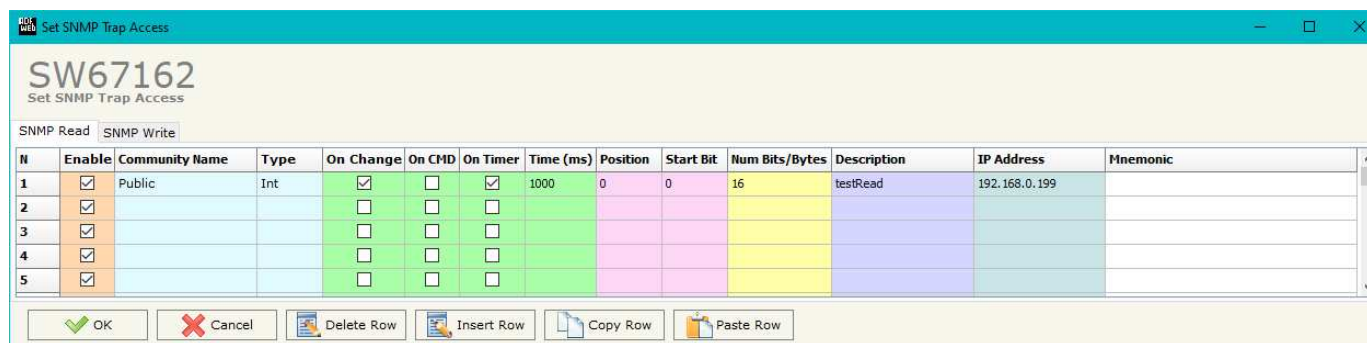 ADF WEB Set SNMP Trap Access
SW67162
Set SNMP Trap Access
SNMP Read SNMP Write
N Enable Community Name Type On Change On CMD On Timer Time (ms) Position Start Bit Num Bits/Bytes Description IP Address Mnemonic
1 Public Int 1000 0 0 16 testRead 192.168.0.199
2
3
4
5
OK Cancel Delete Row Insert Row Copy Row Paste Row